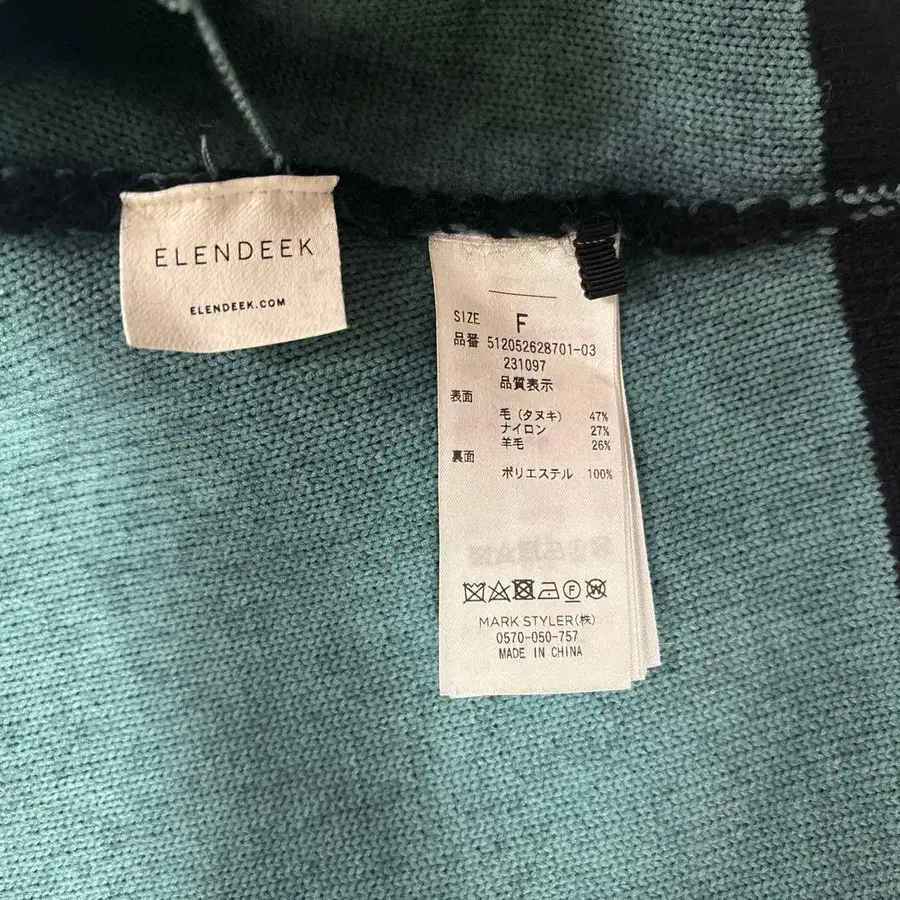 ELENDEEK
ELENDEEK.COM
SIZE F
品番 512052628701-03
231097
品質表示
表面
毛(タヌキ) 47%
ナイロン 27%
羊毛 26%
裏面
ポリエステル 100%
MARK STYLER(株)
0570-050-757
MADE IN CHINA